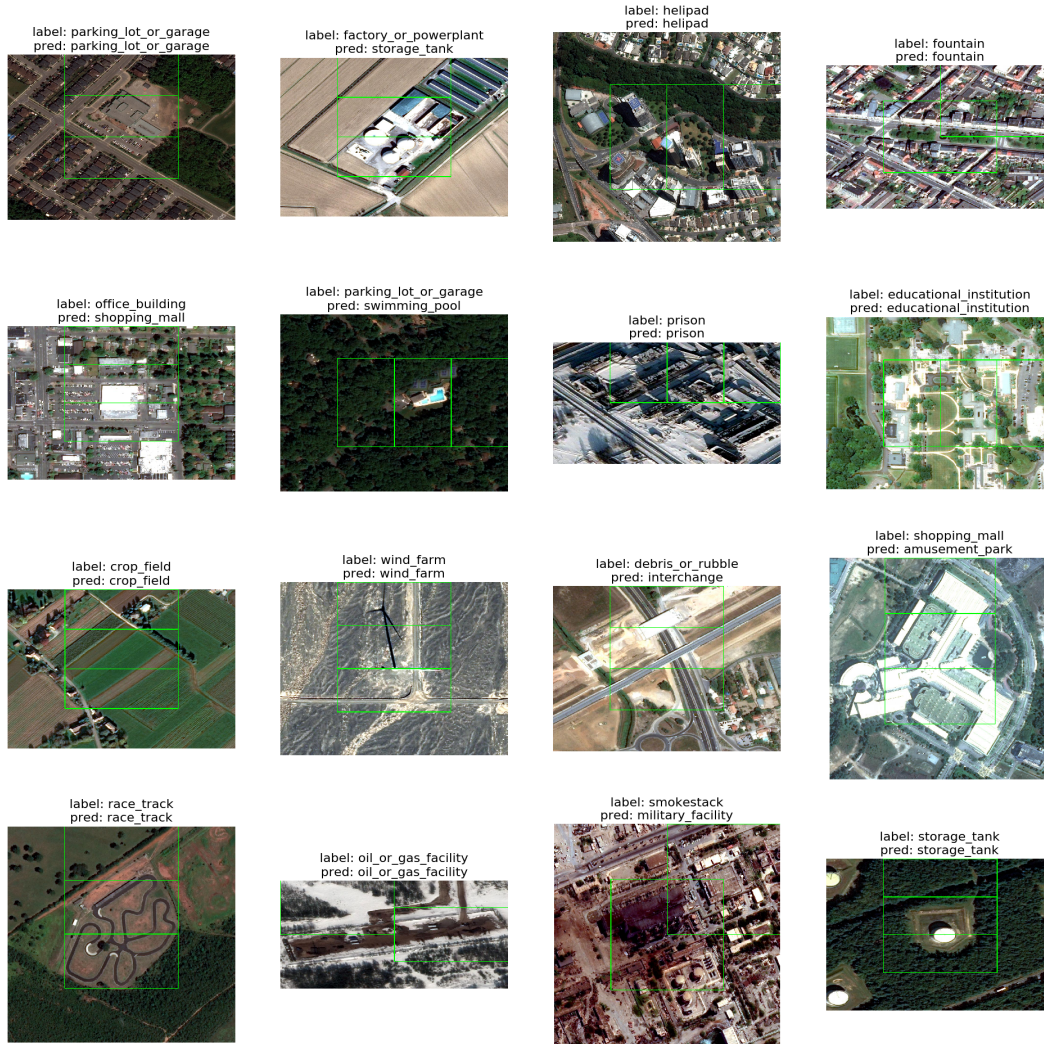 label: parking_lot_or_garage
pred: parking_lot_or_garage
label: factory_or_powerplant
pred: storage_tank
label: helipad
pred: helipad
label: fountain
pred: fountain
label: office_building
pred: shopping_mall
label: parking_lot_or_garage
pred: swimming_pool
label: prison
pred: prison
label: educational_institution
pred: educational_institution
label: crop_field
pred: crop_field
label: wind_farm
pred: wind_farm
label: debris_or_rubble
pred: interchange
label: shopping_mall
pred: amusement_park
label: race_track
pred: race_track
label: oil_or_gas_facility
pred: oil_or_gas_facility
label: smokestack
pred: military_facility
label: storage_tank
pred: storage_tank